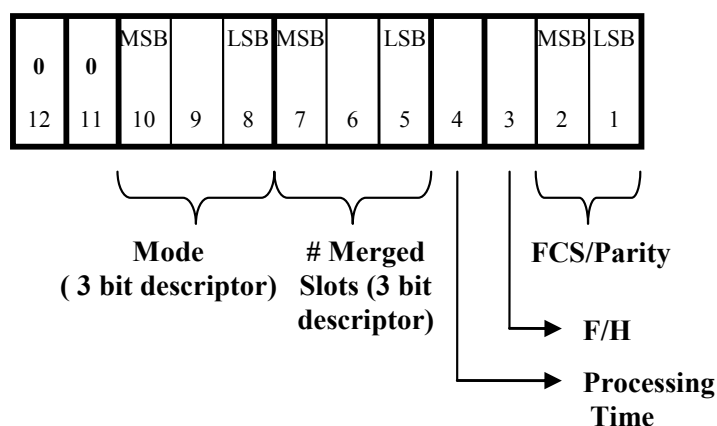 MSB LSB MSB LSB MSB LSB
0 0
12 11 10 9 8 7 6 5 4 3 2 1
Mode
( 3 bit descriptor)
# Merged
Slots (3 bit
descriptor)
FCS/Parity
F/H
Processing
Time